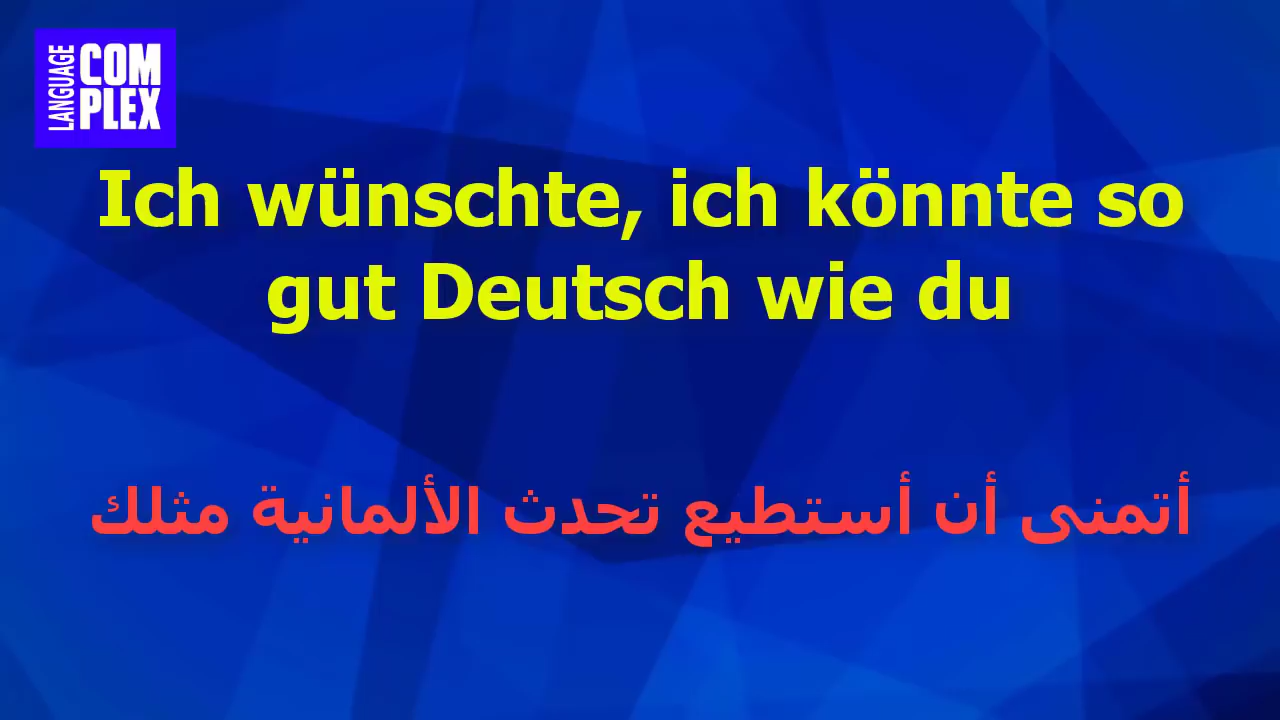 LANGUAGE
COM
PLEX
Ich wünschte, ich könnte so
gut Deutsch wie du
أتمنى أن أستطيع تحدث الألمانية مثلك